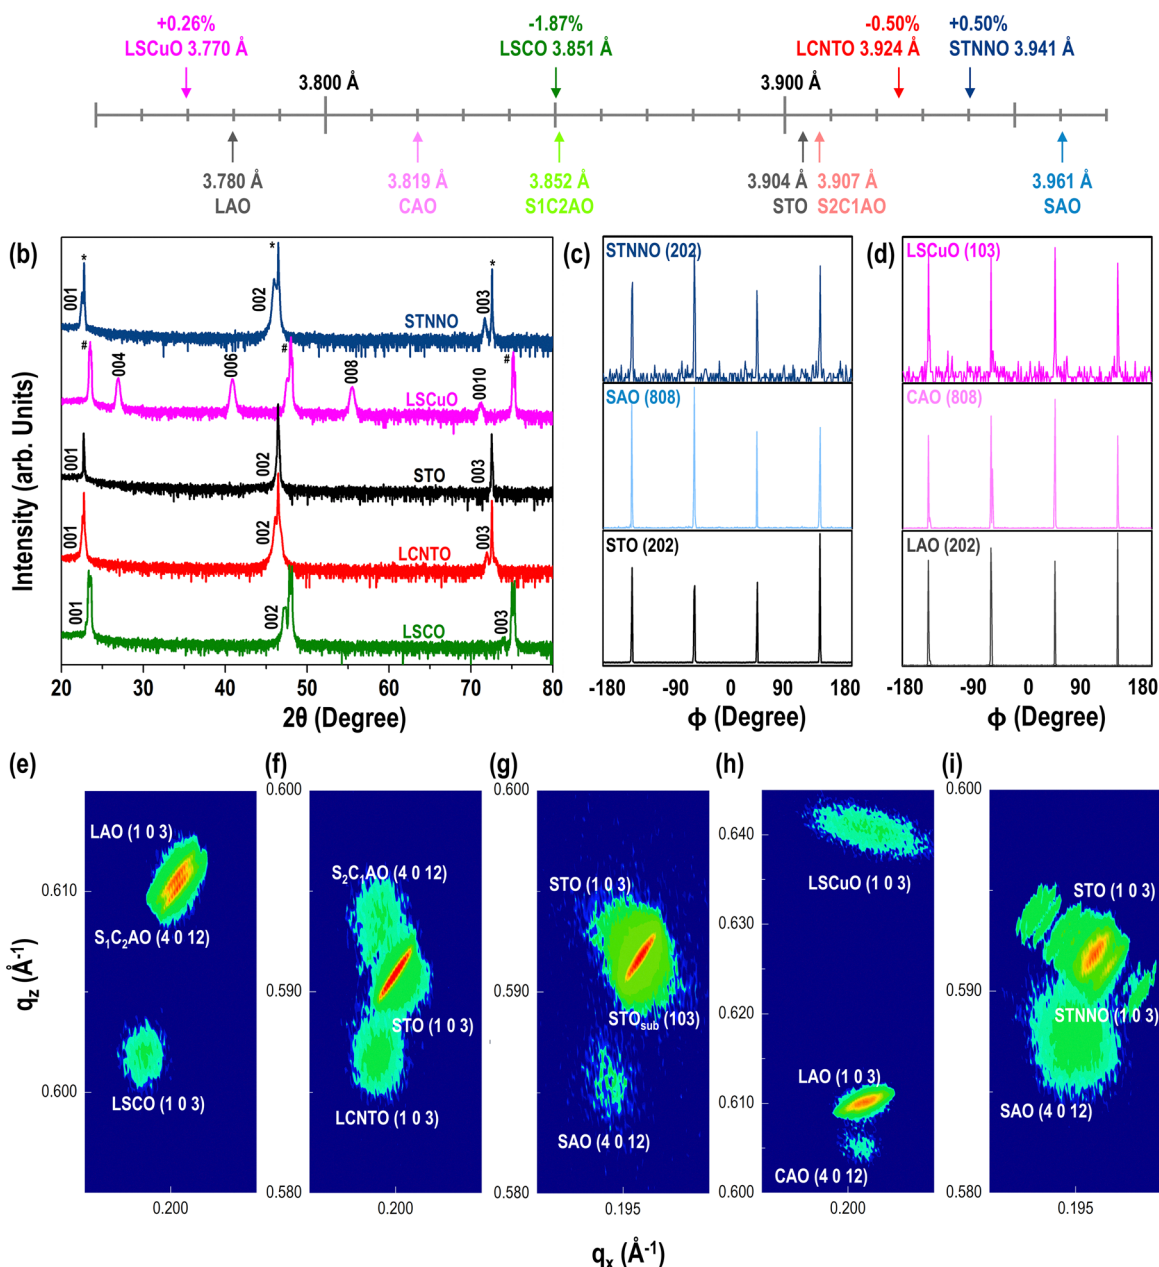 +0.26%
-1.87%
-0.50%
+0.50%
LSCuO 3.770 Å
LSCO 3.851 Å
LCNTO 3.924 Å
STNNO 3.941 Å
3.800 Å
3.900 Å
3.780 Å
3.819 Å
3.852 Å
3.904 Å
3.907 Å
3.961 Å
LAO
CAO
S1C2AO
STO
S2C1AO
SAO
(b)
Intensity (arb. Units)
001
*
002
*
003
*
STNNO
#
004
006
#
008
0010
#
LSCuO
001
002
003
STO
001
002
003
LCNTO
001
002
003
LSCO
20
30
40
50
60
70
80
2θ (Degree)
(c)
STNNO (202)
SAO (808)
STO (202)
-180
-90
0
90
180
ϕ (Degree)
(d)
LSCuO (103)
CAO (808)
LAO (202)
-180
-90
0
90
180
ϕ (Degree)
(e)
LAO (1 0 3)
S₁C₂AO (4 0 12)
LSCO (1 0 3)
0.610
0.600
0.200
qz (Å⁻¹)
(f)
0.600
0.590
0.580
S₂C₁AO (4 0 12)
STO (1 0 3)
LCNTO (1 0 3)
0.200
(g)
0.600
0.590
0.580
STO (1 0 3)
STOsub (103)
SAO (4 0 12)
0.195
(h)
0.640
0.630
0.620
0.610
0.600
LSCuO (1 0 3)
LAO (1 0 3)
CAO (4 0 12)
0.200
(i)
0.600
0.590
0.580
STO (1 0 3)
STNNO (1 0 3)
SAO (4 0 12)
0.195
qx (Å⁻¹)